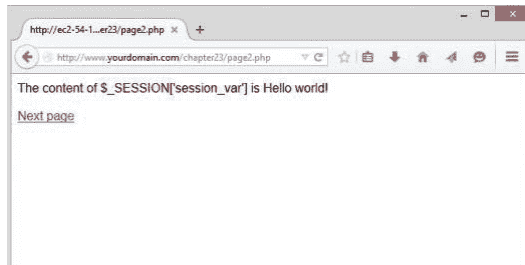 http://ec2-54-1...er23/page2.php
http://www.yourdomain.com/chapter23/page2.php
The content of $_SESSION['session_var'] is Hello world!
Next page